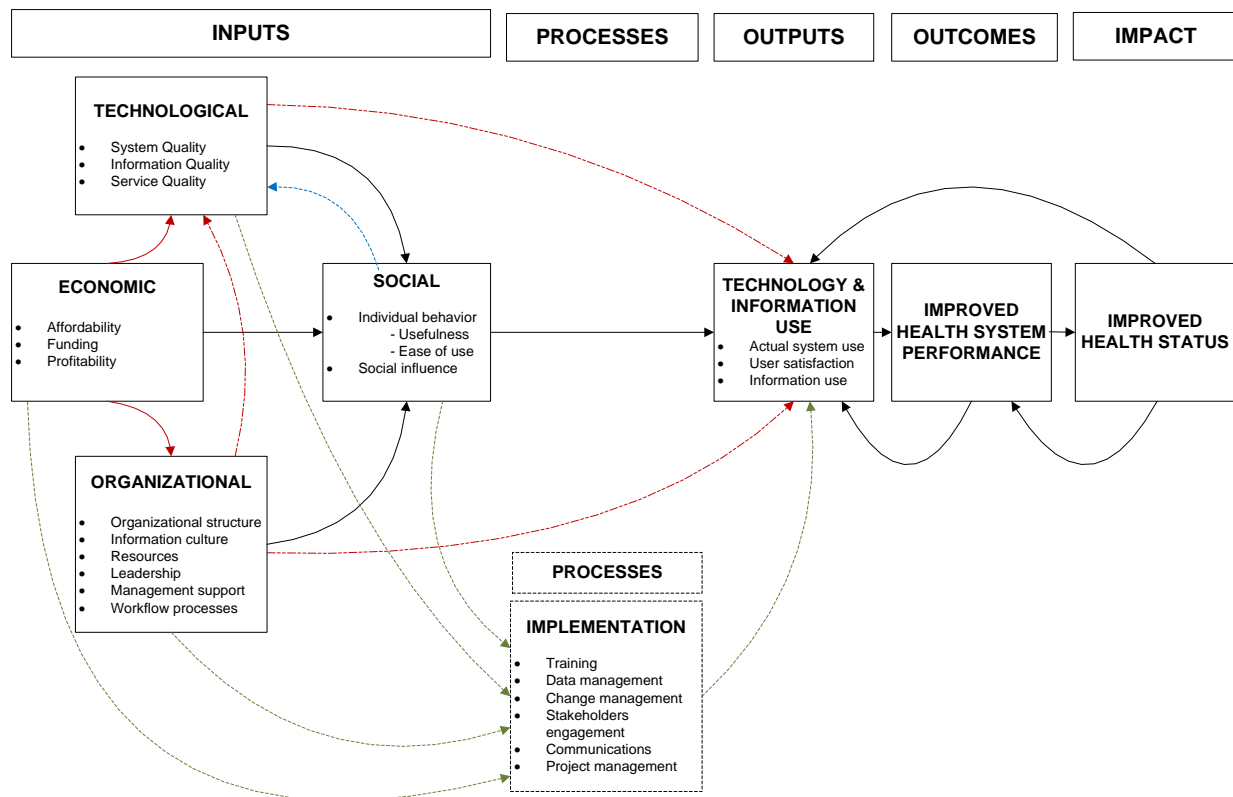 INPUTS
PROCESSES
OUTPUTS
OUTCOMES
IMPACT
TECHNOLOGICAL
• System Quality
• Information Quality
• Service Quality
ECONOMIC
• Affordability
• Funding
• Profitability
SOCIAL
• Individual behavior
- Usefulness
- Ease of use
• Social influence
TECHNOLOGY &
INFORMATION
USE
• Actual system use
• User satisfaction
• Information use
IMPROVED
HEALTH SYSTEM
PERFORMANCE
IMPROVED
HEALTH STATUS
ORGANIZATIONAL
• Organizational structure
• Information culture
• Resources
• Leadership
• Management support
• Workflow processes
PROCESSES
IMPLEMENTATION
• Training
• Data management
• Change management
• Stakeholders
engagement
• Communications
• Project management